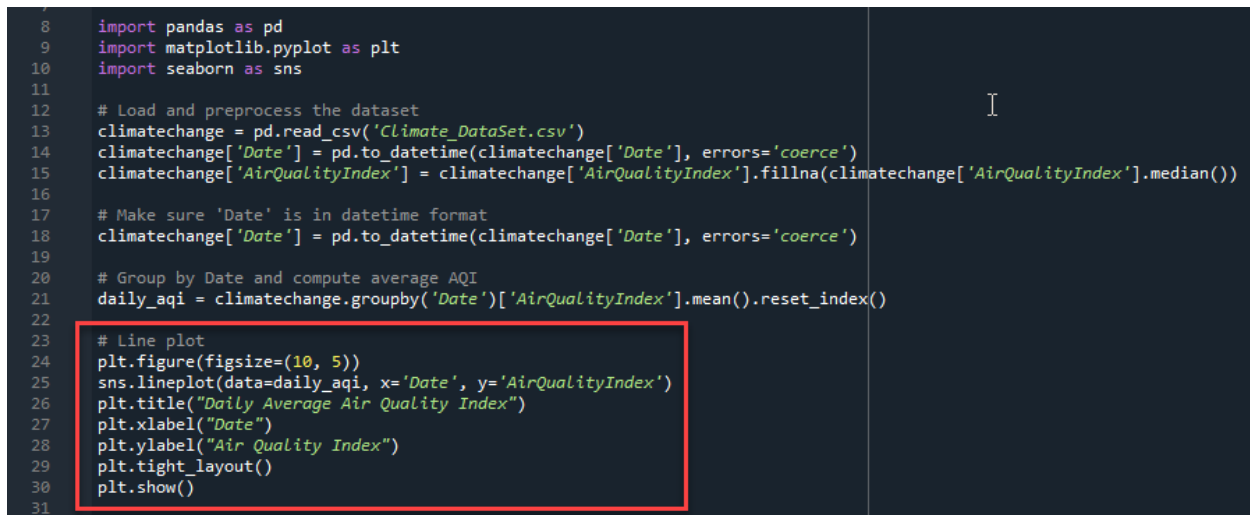 8 import pandas as pd
9 import matplotlib.pyplot as plt
10 import seaborn as sns
11
12 # Load and preprocess the dataset
13 climatechange = pd.read_csv('Climate_DataSet.csv')
14 climatechange['Date'] = pd.to_datetime(climatechange['Date'], errors='coerce')
15 climatechange['AirQualityIndex'] = climatechange['AirQualityIndex'].fillna(climatechange['AirQualityIndex'].median())
16
17 # Make sure 'Date' is in datetime format
18 climatechange['Date'] = pd.to_datetime(climatechange['Date'], errors='coerce')
19
20 # Group by Date and compute average AQI
21 daily_aqi = climatechange.groupby('Date')['AirQualityIndex'].mean().reset_index()
22
23 # Line plot
24 plt.figure(figsize=(10, 5))
25 sns.lineplot(data=daily_aqi, x='Date', y='AirQualityIndex')
26 plt.title("Daily Average Air Quality Index")
27 plt.xlabel("Date")
28 plt.ylabel("Air Quality Index")
29 plt.tight_layout()
30 plt.show()
31